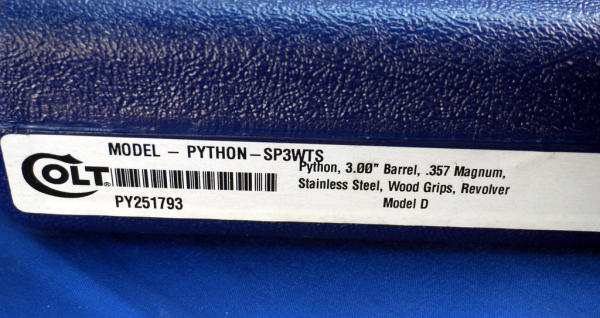 MODEL – PYTHON–SP3WTS
COLT®
PY251793
Python, 3.00" Barrel, .357 Magnum,
Stainless Steel, Wood Grips, Revolver
Model D